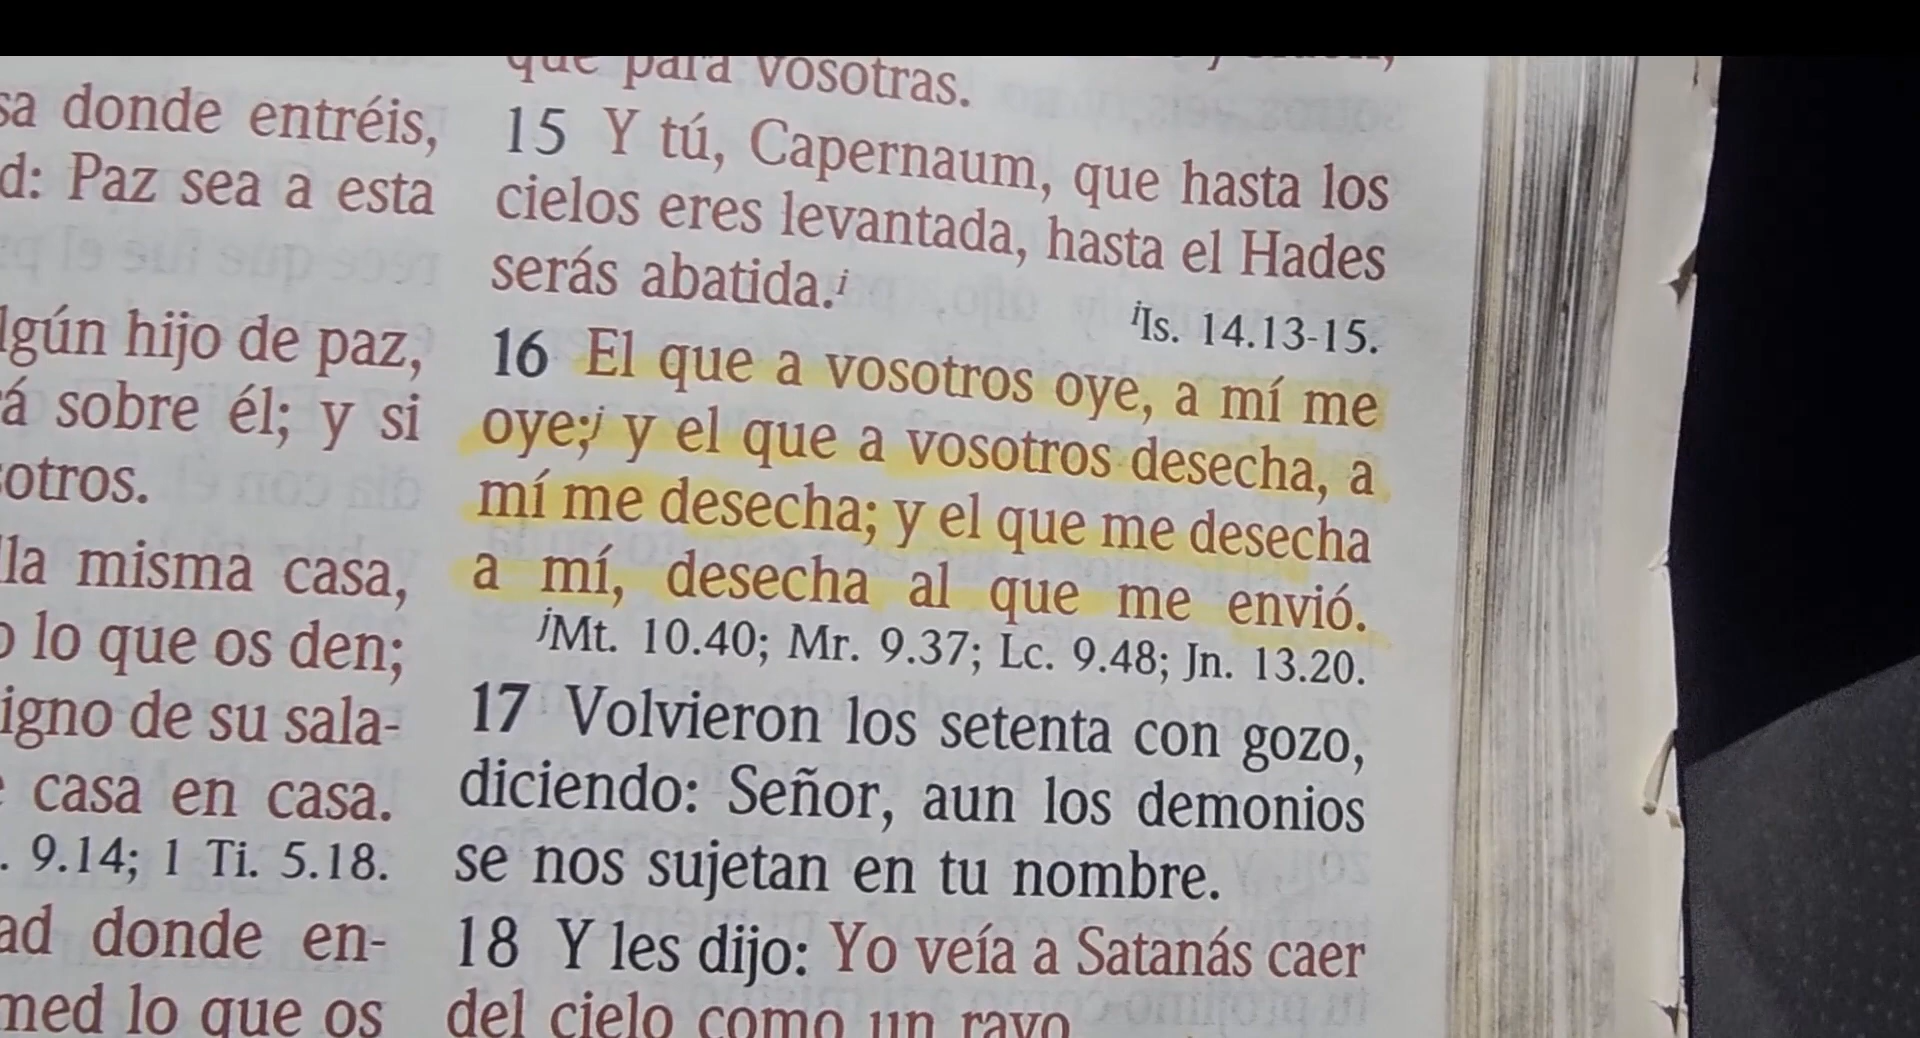 donde entréis,
Paz sea a esta
hijo de paz,
sobre él; y si
la misma casa,
lo que os den;
de su sala-
casa en casa.
9.14; 1 Ti. 5.18.
donde en-
lo que os
que para vosotras.
15 Y tú, Capernaum, que hasta los
cielos eres levantada, hasta el Hades
serás abatida.i
iIs. 14.13-15.
16 El que a vosotros oye, a mí me
oye;j y el que a vosotros desecha, a
mí me desecha; y el que me desecha
a mí, desecha al que me envió.
jMt. 10.40; Mr. 9.37; Lc. 9.48; Jn. 13.20.
17 Volvieron los setenta con gozo,
diciendo: Señor, aun los demonios
se nos sujetan en tu nombre.
18 Y les dijo: Yo veía a Satanás caer
del cielo como un rayo